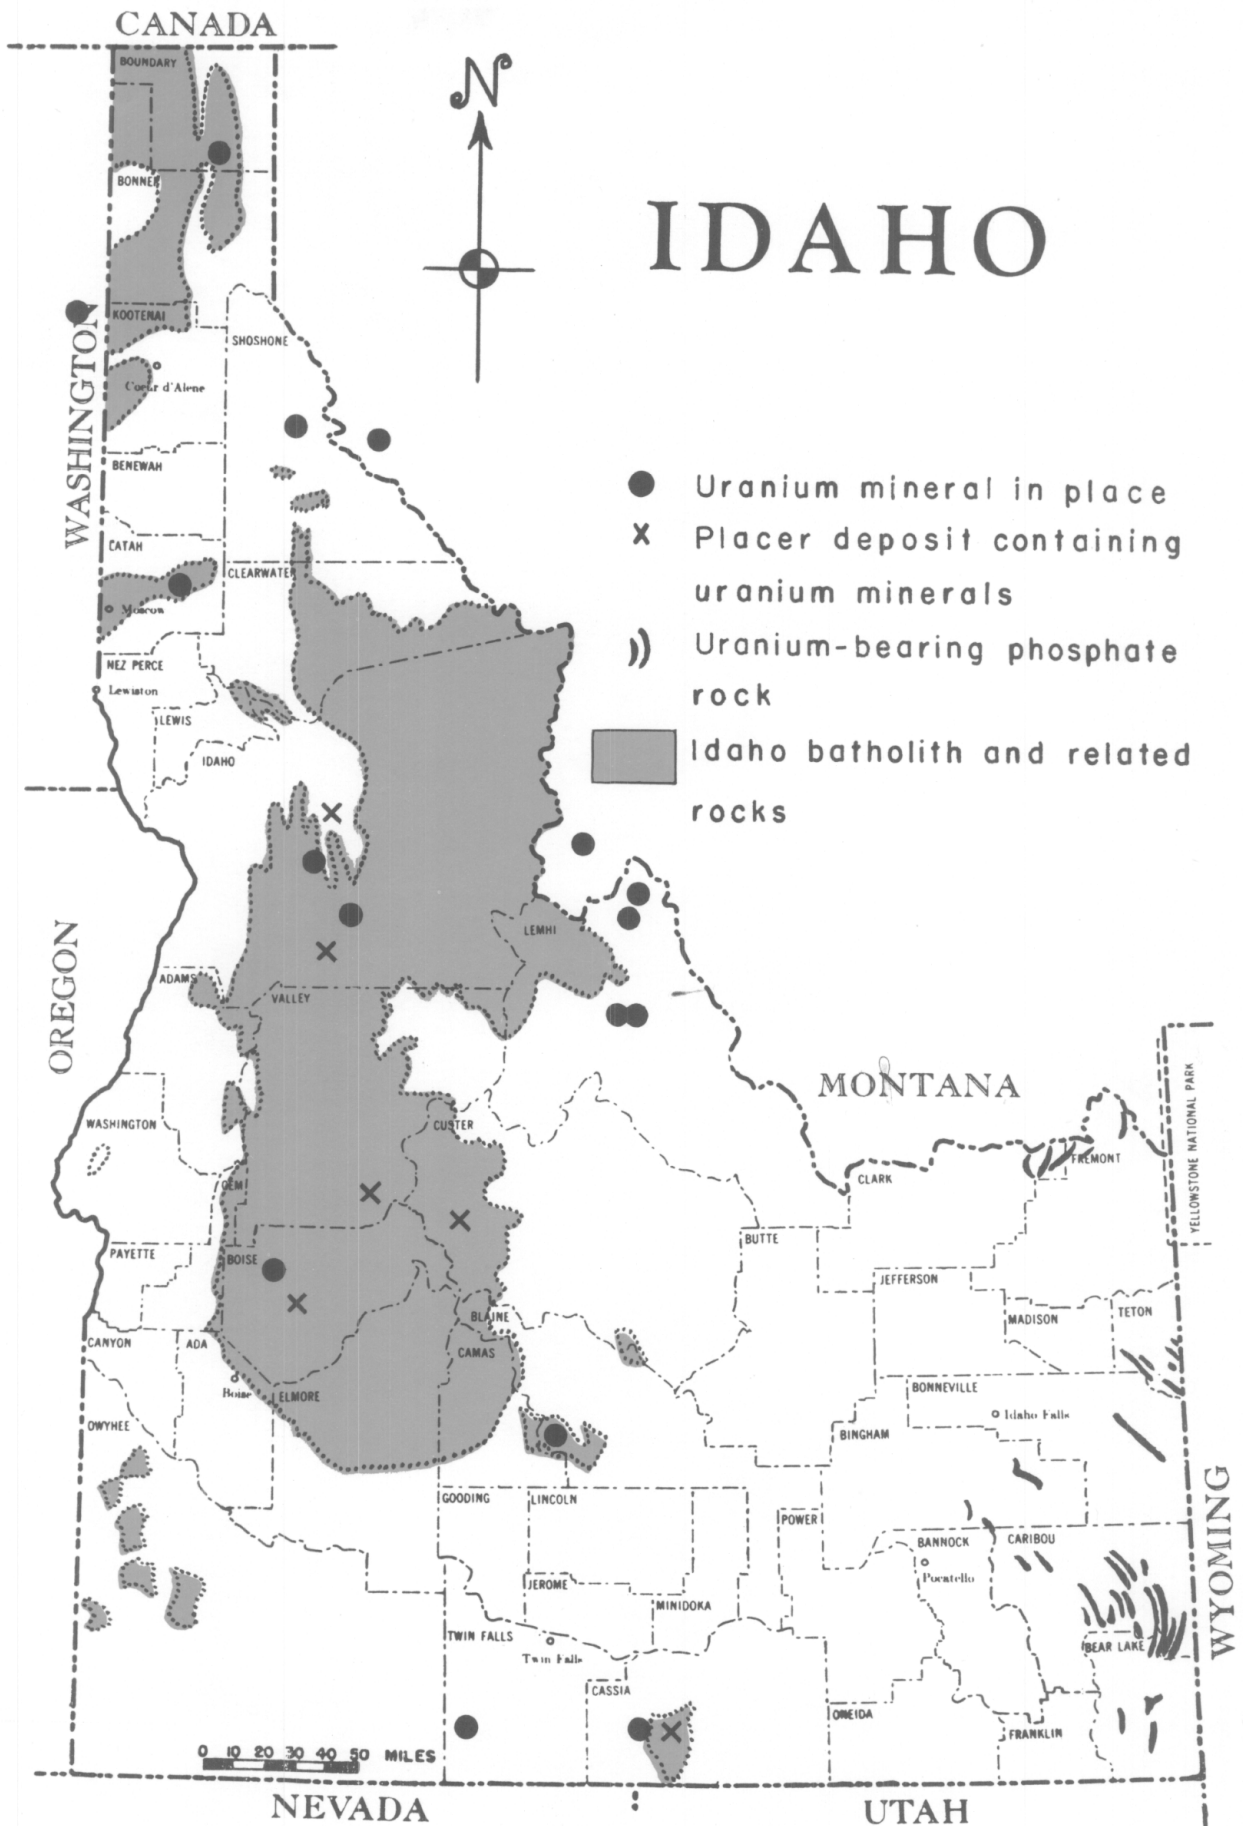 CANADA
BOUNDARY
N
BONNER
IDAHO
KOOTENAI
WASHINGTON
SHOSHONE
Coeur d'Alene
BENEWAH
Uranium mineral in place
Placer deposit containing
uranium minerals
LATAH
CLEARWATER
Moscow
NEZ PERCE
Uranium-bearing phosphate
rock
Lewiston
LEWIS
IDAHO
Idaho batholith and related
rocks
OREGON
LEMHI
ADAMS
VALLEY
MONTANA
YELLOWSTONE NATIONAL PARK
WASHINGTON
CUSTER
FREMONT
CLARK
GEM
PAYETTE
BOISE
BUTTE
JEFFERSON
BLAINE
MADISON
TETON
CANYON
ADA
CAMAS
Boise
ELMORE
BONNEVILLE
OWYHEE
Idaho Falls
BINGHAM
GOODING
LINCOLN
POWER
BANNOCK
CARIBOU
WYOMING
Pocatello
JEROME
MINIDOKA
TWIN FALLS
BEAR LAKE
Twin Falls
CASSIA
ONEIDA
FRANKLIN
0 10 20 30 40 50 MILES
NEVADA
UTAH